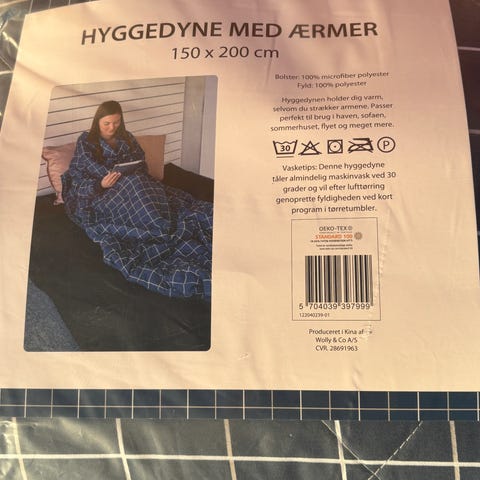 HYGGEDYNE MED ÆRMER
150 x 200 cm
Bolster: 100% microfiber polyester
Fyld: 100% polyester
Hyggedynen holder dig varm,
selvom du strækker armene. Passer
perfekt til brug i haven, sofaen,
sommerhuset, flyet og meget mere.
30
P
Vasketips: Denne hyggedyne
tåler almindelig maskinvask ved 30
grader og vil efter lufttørring
genoprette fyldigheden ved kort
program i tørretumbler.
OEKO-TEX®
STANDARD 100
5 704039 397999
122040239-01
Produceret i Kina af
Wolly & Co A/S
CVR. 28691963